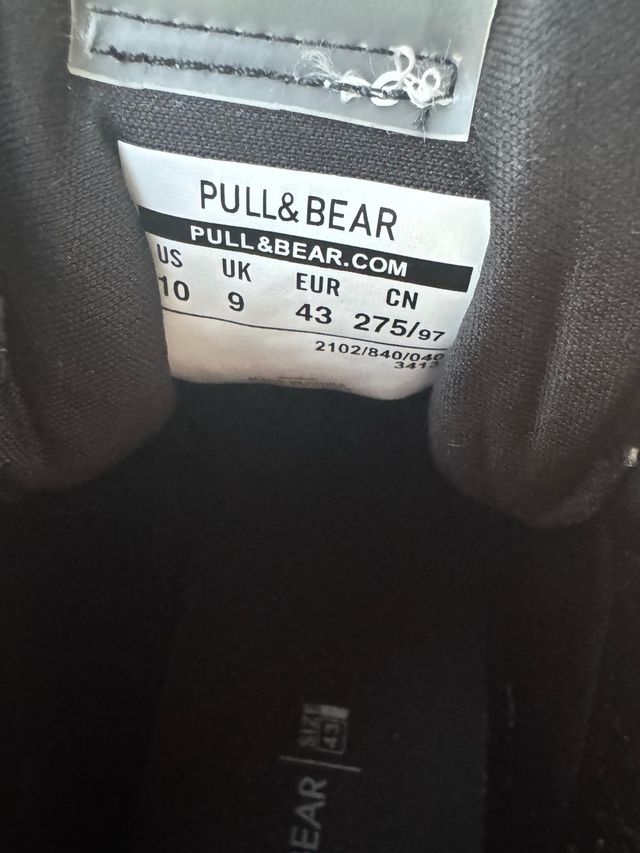 PULL&BEAR
PULL&BEAR.COM
US UK EUR CN
10 9 43 275/97
2102/840/040
3413
SIZE
43
BEAR